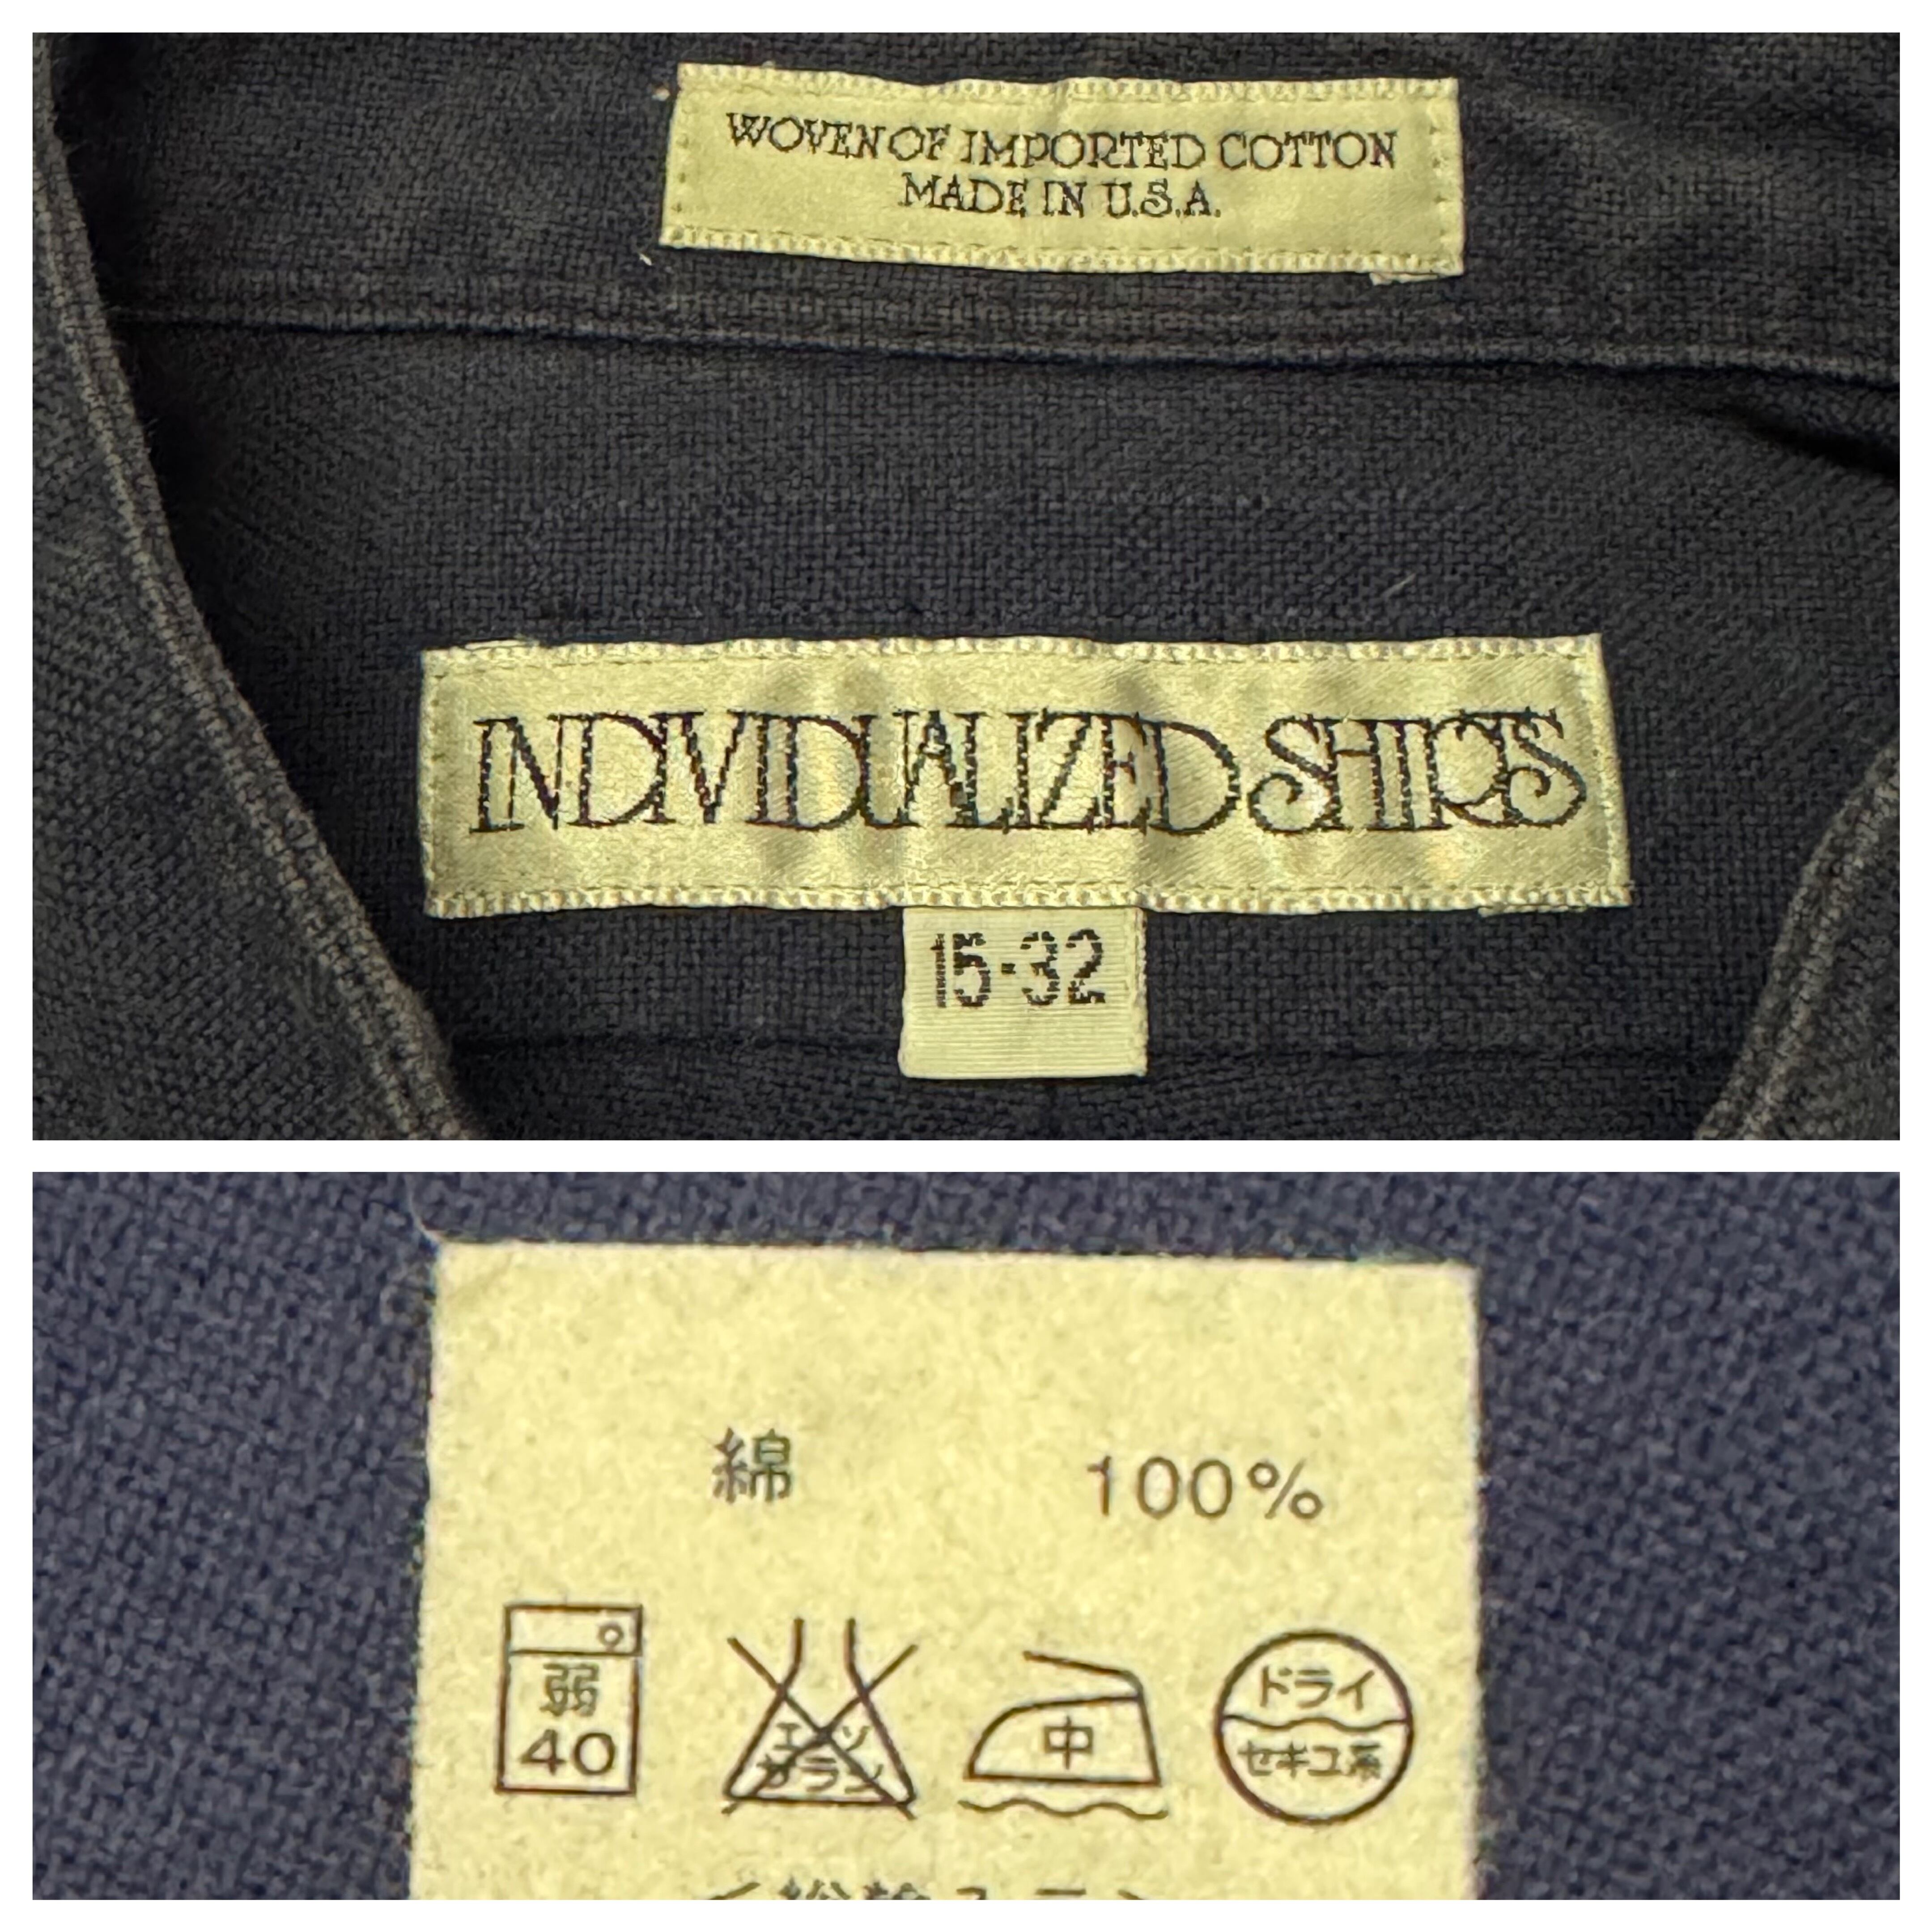 WOVEN OF IMPORTED COTTON
MADE IN U.S.A.
INDIVIDUALIZED SHIRTS
15·32
綿 100%
弱
40
エンソ
サラシ
中
ドライ
セキユ系